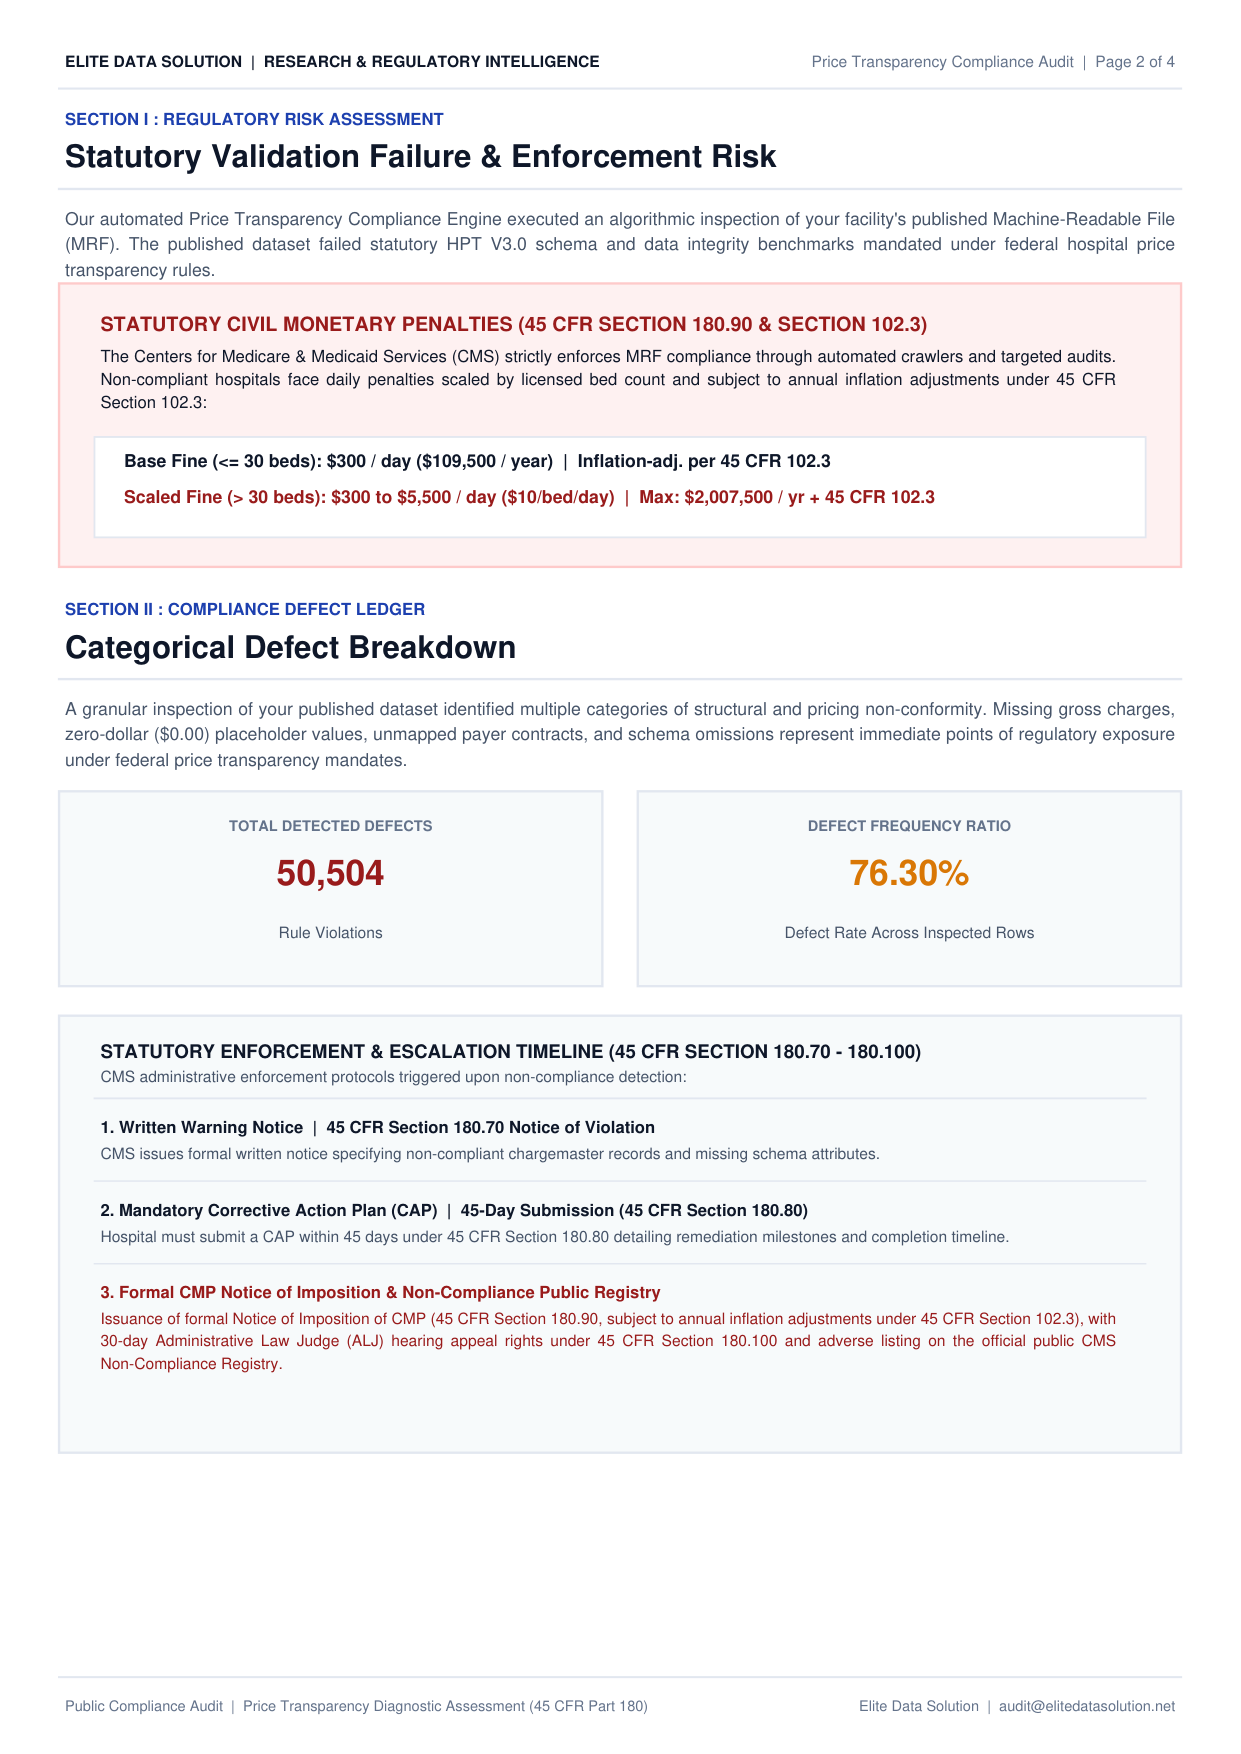 ELITE DATA SOLUTION | RESEARCH & REGULATORY INTELLIGENCE
Price Transparency Compliance Audit | Page 2 of 4
SECTION I : REGULATORY RISK ASSESSMENT
Statutory Validation Failure & Enforcement Risk
Our automated Price Transparency Compliance Engine executed an algorithmic inspection of your facility's published Machine-Readable File
(MRF). The published dataset failed statutory HPT V3.0 schema and data integrity benchmarks mandated under federal hospital price
transparency rules.
STATUTORY CIVIL MONETARY PENALTIES (45 CFR SECTION 180.90 & SECTION 102.3)
The Centers for Medicare & Medicaid Services (CMS) strictly enforces MRF compliance through automated crawlers and targeted audits.
Non-compliant hospitals face daily penalties scaled by licensed bed count and subject to annual inflation adjustments under 45 CFR
Section 102.3:
Base Fine (<= 30 beds): $300 / day ($109,500 / year) | Inflation-adj. per 45 CFR 102.3
Scaled Fine (> 30 beds): $300 to $5,500 / day ($10/bed/day) | Max: $2,007,500 / yr + 45 CFR 102.3
SECTION II : COMPLIANCE DEFECT LEDGER
Categorical Defect Breakdown
A granular inspection of your published dataset identified multiple categories of structural and pricing non-conformity. Missing gross charges,
zero-dollar ($0.00) placeholder values, unmapped payer contracts, and schema omissions represent immediate points of regulatory exposure
under federal price transparency mandates.
TOTAL DETECTED DEFECTS
50,504
Rule Violations
DEFECT FREQUENCY RATIO
76.30%
Defect Rate Across Inspected Rows
STATUTORY ENFORCEMENT & ESCALATION TIMELINE (45 CFR SECTION 180.70 - 180.100)
CMS administrative enforcement protocols triggered upon non-compliance detection:
1. Written Warning Notice | 45 CFR Section 180.70 Notice of Violation
CMS issues formal written notice specifying non-compliant chargemaster records and missing schema attributes.
2. Mandatory Corrective Action Plan (CAP) | 45-Day Submission (45 CFR Section 180.80)
Hospital must submit a CAP within 45 days under 45 CFR Section 180.80 detailing remediation milestones and completion timeline.
3. Formal CMP Notice of Imposition & Non-Compliance Public Registry
Issuance of formal Notice of Imposition of CMP (45 CFR Section 180.90, subject to annual inflation adjustments under 45 CFR Section 102.3), with
30-day Administrative Law Judge (ALJ) hearing appeal rights under 45 CFR Section 180.100 and adverse listing on the official public CMS
Non-Compliance Registry.
Public Compliance Audit | Price Transparency Diagnostic Assessment (45 CFR Part 180)
Elite Data Solution | audit@elitedatasolution.net